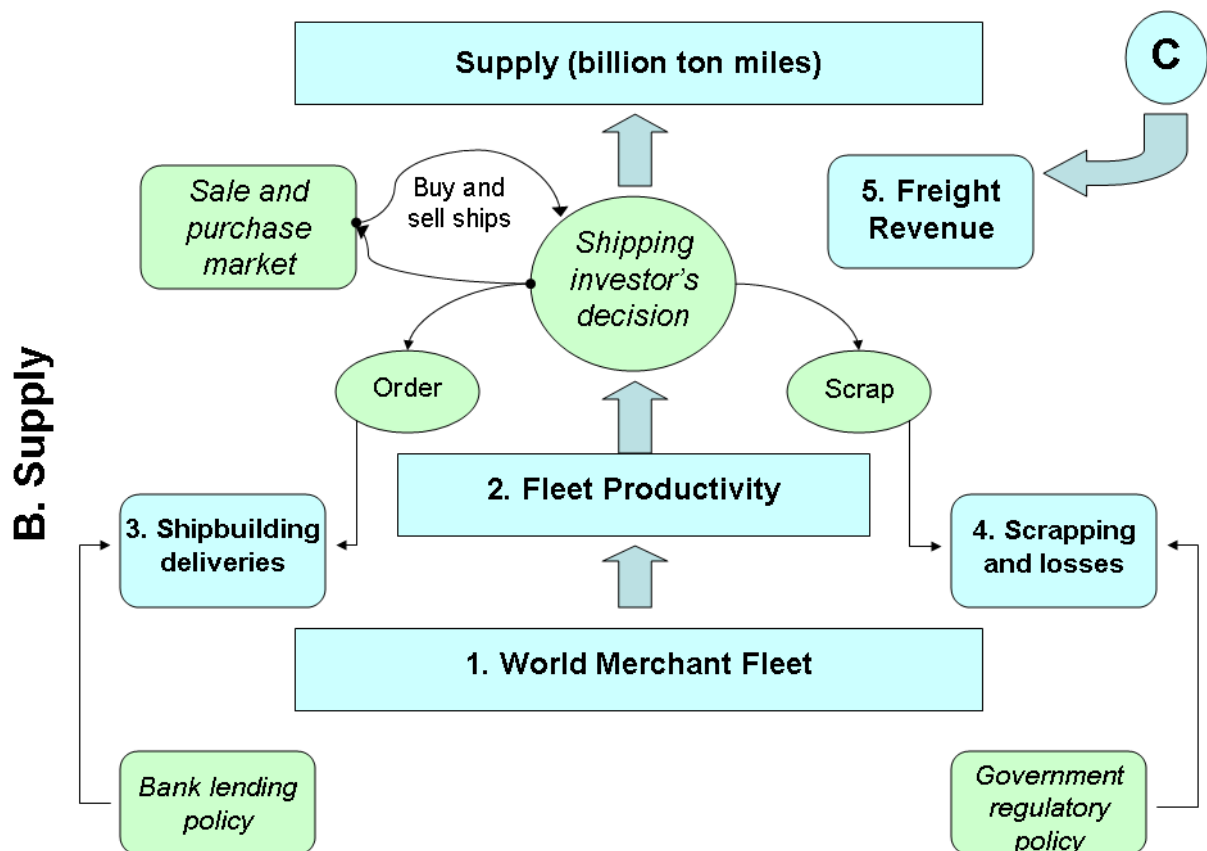 Supply (billion ton miles)
C
Sale and
purchase
market
Buy and
sell ships
Shipping
investor's
decision
5. Freight
Revenue
Order
Scrap
B. Supply
2. Fleet Productivity
3. Shipbuilding
deliveries
4. Scrapping
and losses
1. World Merchant Fleet
Bank lending
policy
Government
regulatory
policy